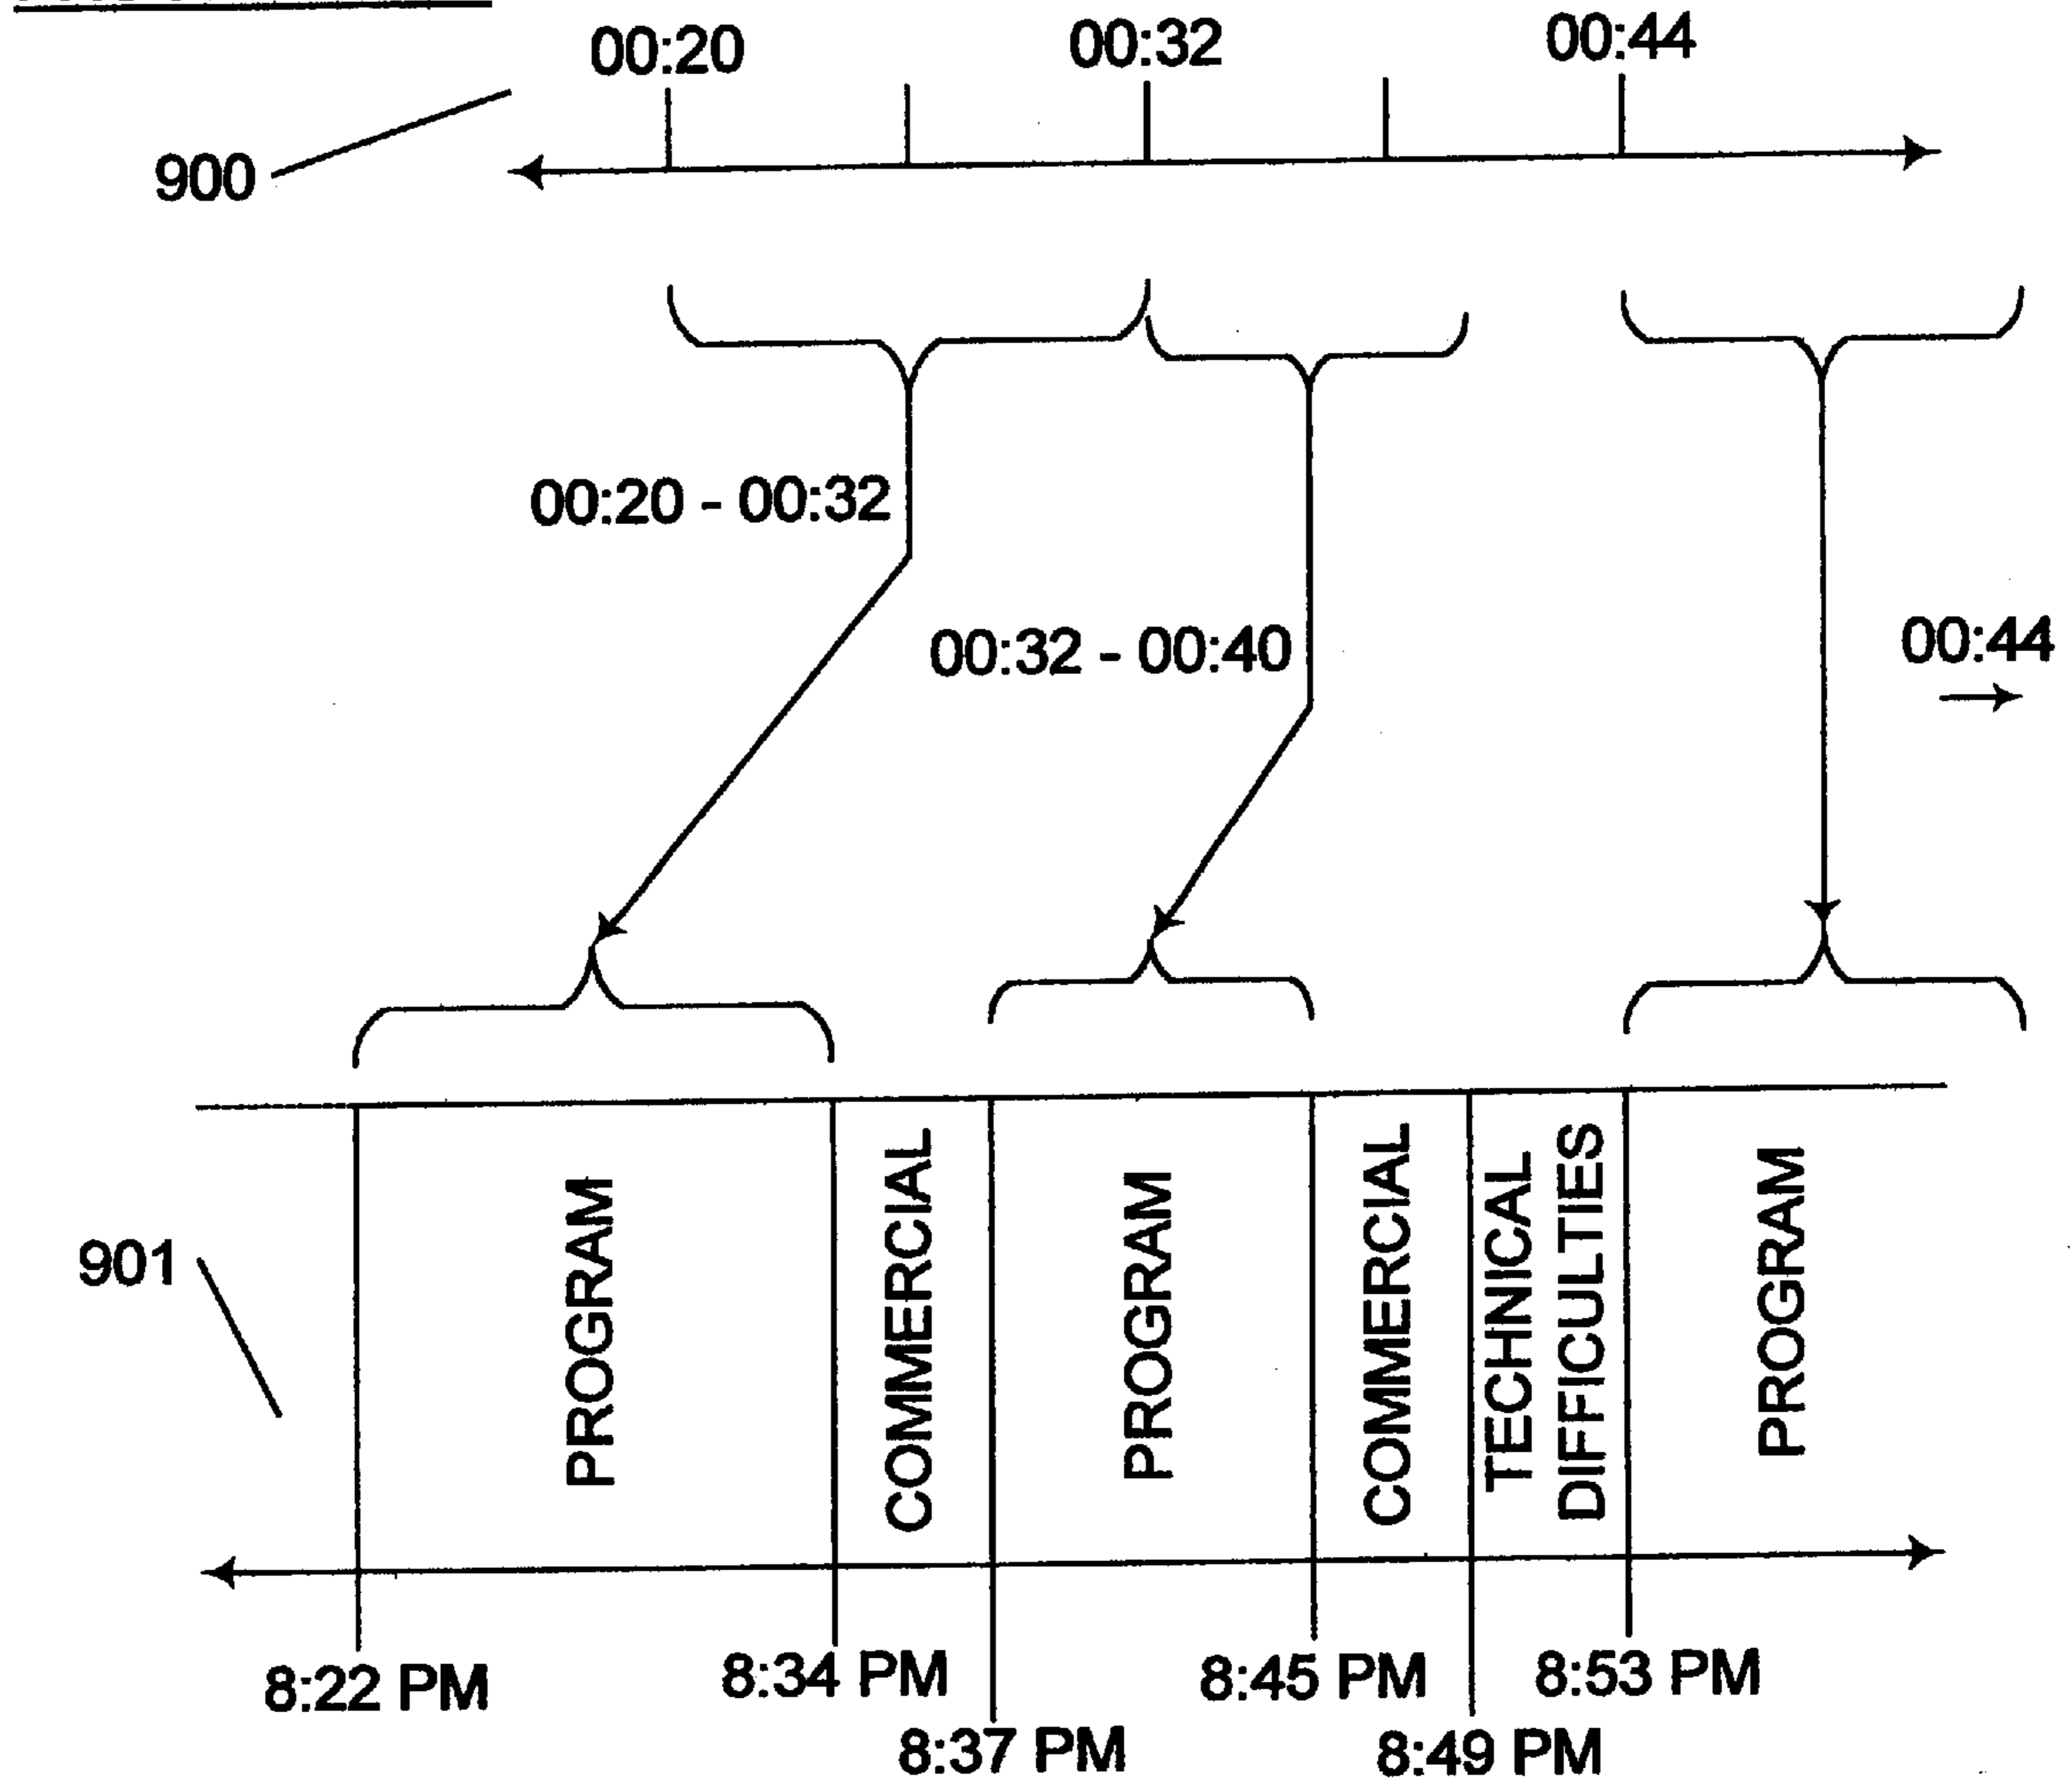 00:20 00:32 00:44
900
00:20 - 00:32
00:32 - 00:40
00:44
PROGRAM
COMMERCIAL
PROGRAM
COMMERCIAL
TECHNICAL
DIFFICULTIES
PROGRAM
901
8:22 PM 8:34 PM 8:45 PM 8:53 PM
8:37 PM 8:49 PM